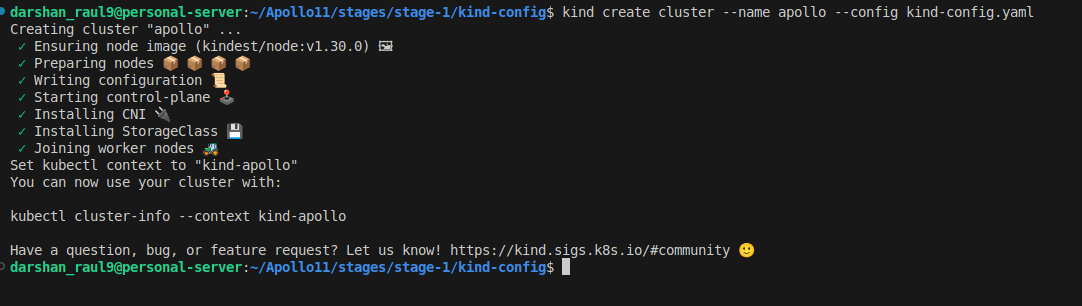 darshan_raul9@personal-server:~/Apollo11/stages/stage-1/kind-config$ kind create cluster --name apollo --config kind-config.yaml
Creating cluster "apollo" ...
✓ Ensuring node image (kindest/node:v1.30.0) 🖼
✓ Preparing nodes 📦 📦 📦 📦
✓ Writing configuration 📜
✓ Starting control-plane 🕹️
✓ Installing CNI 🔌
✓ Installing StorageClass 💾
✓ Joining worker nodes 🚜
Set kubectl context to "kind-apollo"
You can now use your cluster with:

kubectl cluster-info --context kind-apollo

Have a question, bug, or feature request? Let us know! https://kind.sigs.k8s.io/#community 🙂
darshan_raul9@personal-server:~/Apollo11/stages/stage-1/kind-config$